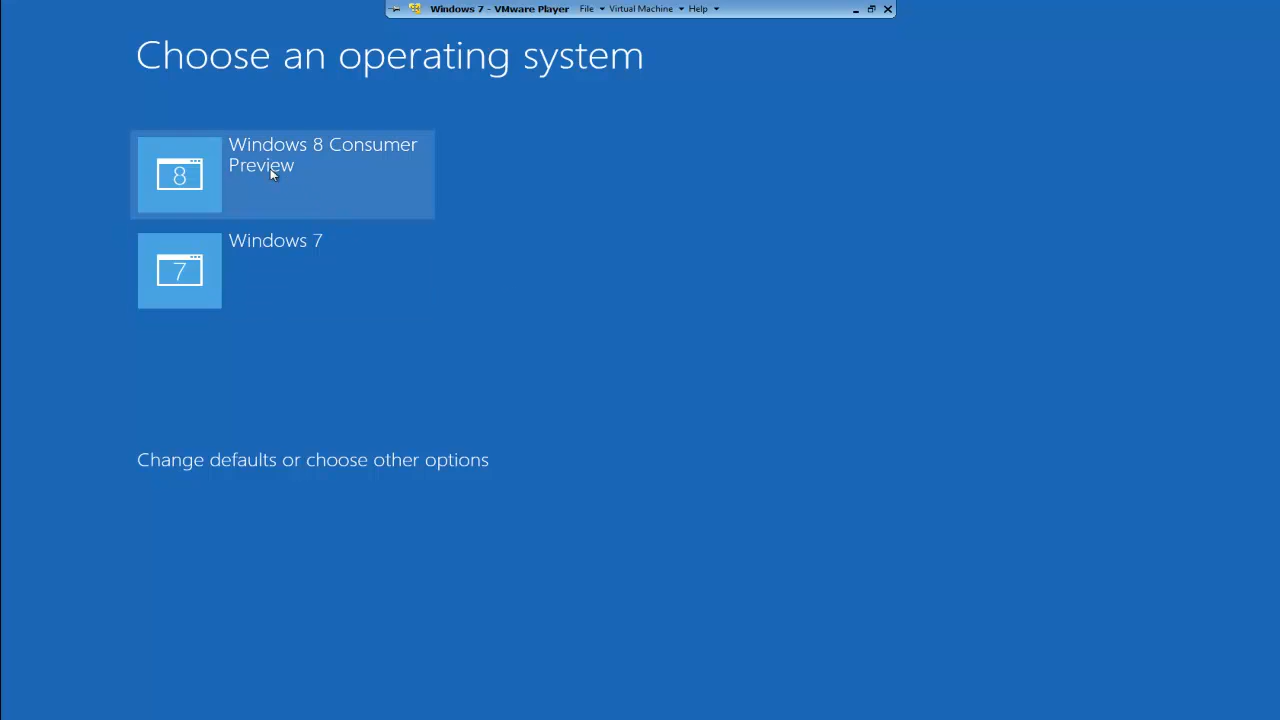 Windows 7 - VMware Player File Virtual Machine Help
Choose an operating system
8
Windows 8 Consumer
Preview
7
Windows 7
Change defaults or choose other options